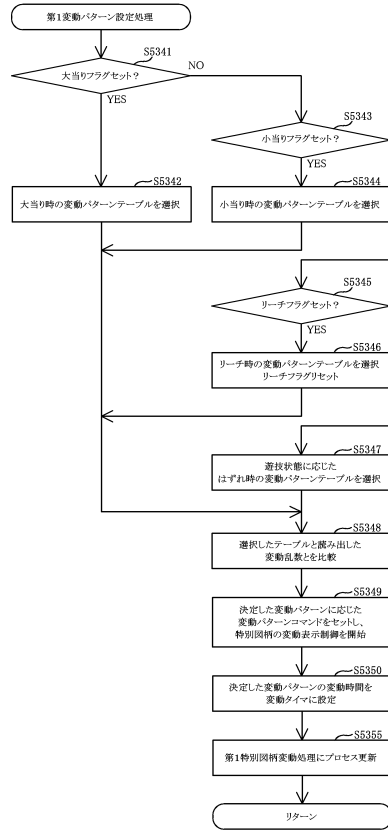 第1変動パターン設定処理
S5341
大当りフラグセット?
NO
YES
S5343
小当りフラグセット?
YES
S5342
大当り時の変動パターンテーブルを選択
S5344
小当り時の変動パターンテーブルを選択
S5345
リーチフラグセット?
YES
S5346
リーチ時の変動パターンテーブルを選択
リーチフラグリセット
S5347
遊技状態に応じた
はずれ時の変動パターンテーブルを選択
S5348
選択したテーブルと読み出した
変動乱数とを比較
S5349
決定した変動パターンに応じた
変動パターンコマンドをセットし、
特別図柄の変動表示制御を開始
S5350
決定した変動パターンの変動時間を
変動タイマに設定
S5355
第1特別図柄変動処理にプロセス更新
リターン